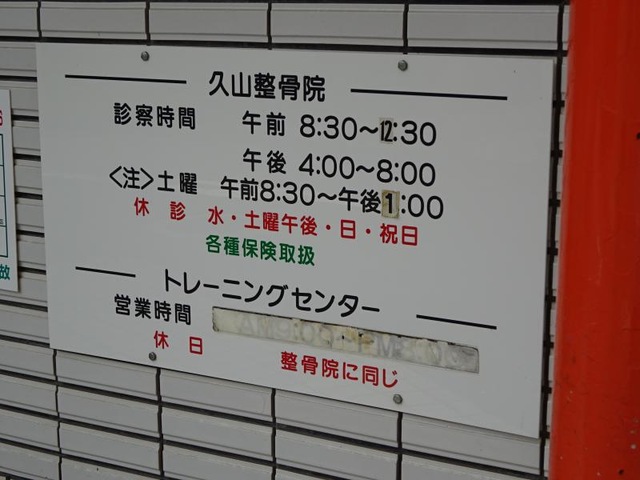 久山整骨院
診察時間 午前 8:30～12:30
午後 4:00～8:00
〈注〉土曜 午前8:30～午後1:00
休診 水・土曜午後・日・祝日
各種保険取扱
トレーニングセンター
営業時間
休日 整骨院に同じ